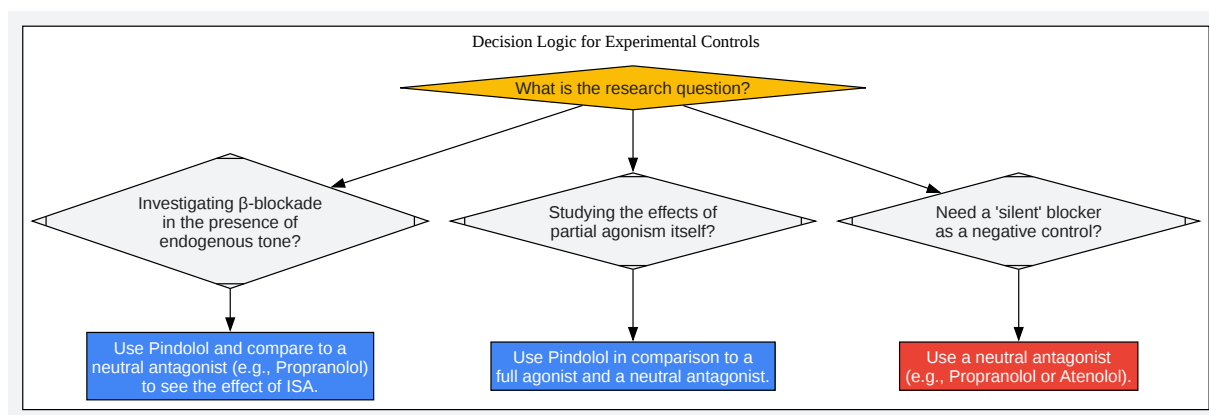 Decision Logic for Experimental Controls
What is the research question?
Investigating β-blockade
in the presence of
endogenous tone?
Studying the effects of
partial agonism itself?
Need a 'silent' blocker
as a negative control?
Use Pindolol and compare to a
neutral antagonist (e.g., Propranolol)
to see the effect of ISA.
Use Pindolol in comparison to a
full agonist and a neutral antagonist.
Use a neutral antagonist
(e.g., Propranolol or Atenolol).